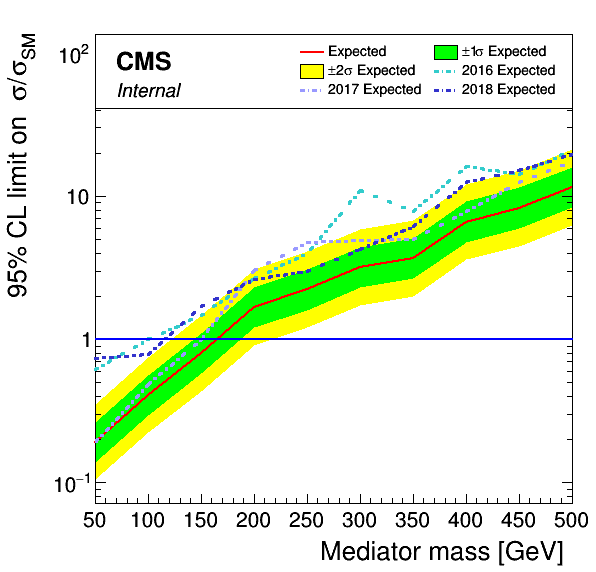 CMS
Internal
Expected
±1σ Expected
±2σ Expected
2016 Expected
2017 Expected
2018 Expected
95% CL limit on σ/σSM
10²
10
1
10⁻¹
50 100 150 200 250 300 350 400 450 500
Mediator mass [GeV]